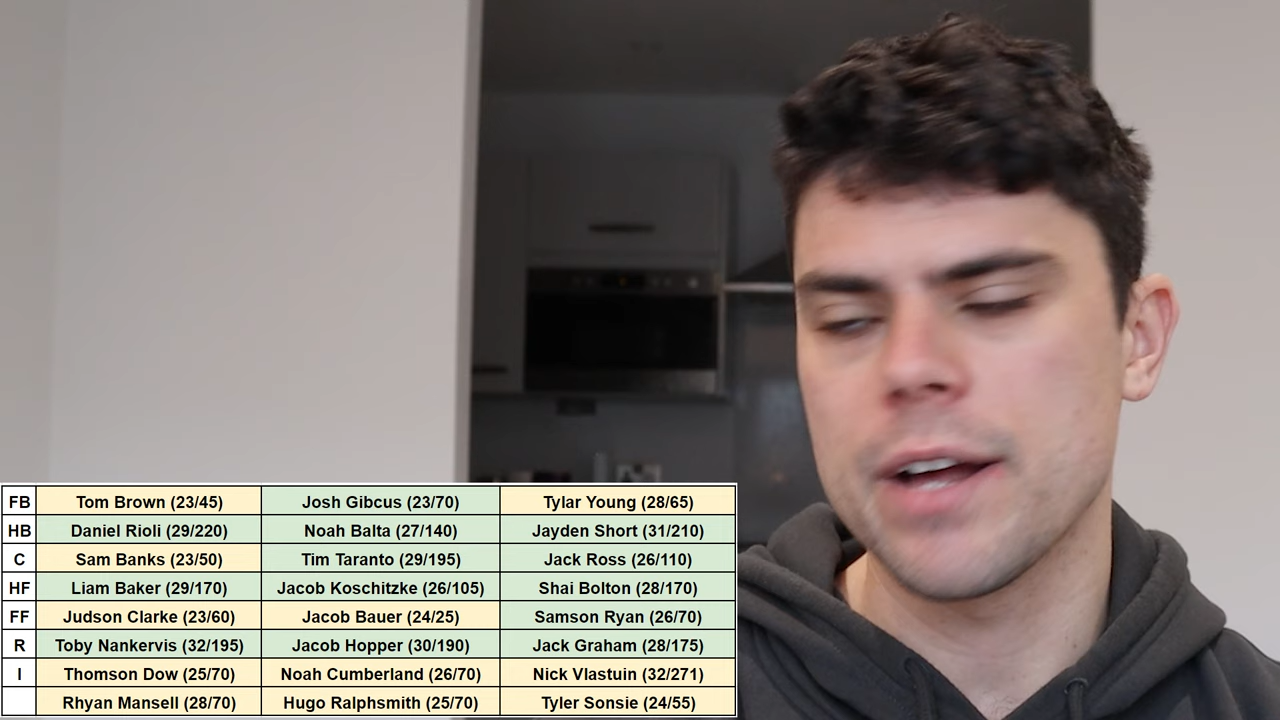 FB Tom Brown (23/45) Josh Gibcus (23/70) Tylar Young (28/65)
HB Daniel Rioli (29/220) Noah Balta (27/140) Jayden Short (31/210)
C Sam Banks (23/50) Tim Taranto (29/195) Jack Ross (26/110)
HF Liam Baker (29/170) Jacob Koschitzke (26/105) Shai Bolton (28/170)
FF Judson Clarke (23/60) Jacob Bauer (24/25) Samson Ryan (26/70)
R Toby Nankervis (32/195) Jacob Hopper (30/190) Jack Graham (28/175)
I Thomson Dow (25/70) Noah Cumberland (26/70) Nick Vlastuin (32/271)
Rhyan Mansell (28/70) Hugo Ralphsmith (25/70) Tyler Sonsie (24/55)